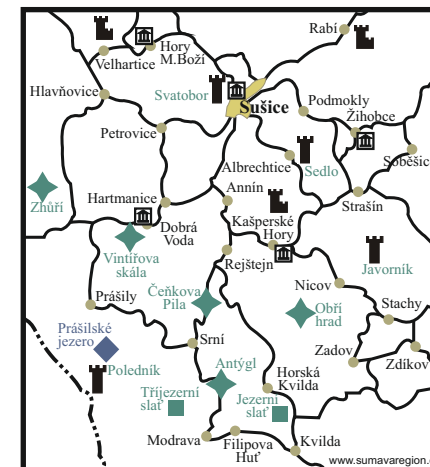 Rabí
Hory
M.Boží
Velhartice
Svatobor
Hlavňovice
Sušice
Podmokly
Žihobce
Petrovice
Soběšice
Albrechtice
Sedlo
Annín
Zhůří
Hartmanice
Strašín
Kašperské
Hory
Dobrá
Voda
Vintířova
skála
Rejštejn
Javorník
Čeňkova
Pila
Nicov
Prášily
Obří
hrad
Stachy
Prášilské
jezero
Srní
Antýgl
Zadov
Zdíkov
Poledník
Horská
Kvilda
Tříjezerní
slať
Jezerní
slať
Modrava
Filipova
Huť
Kvilda
www.sumavaregion.